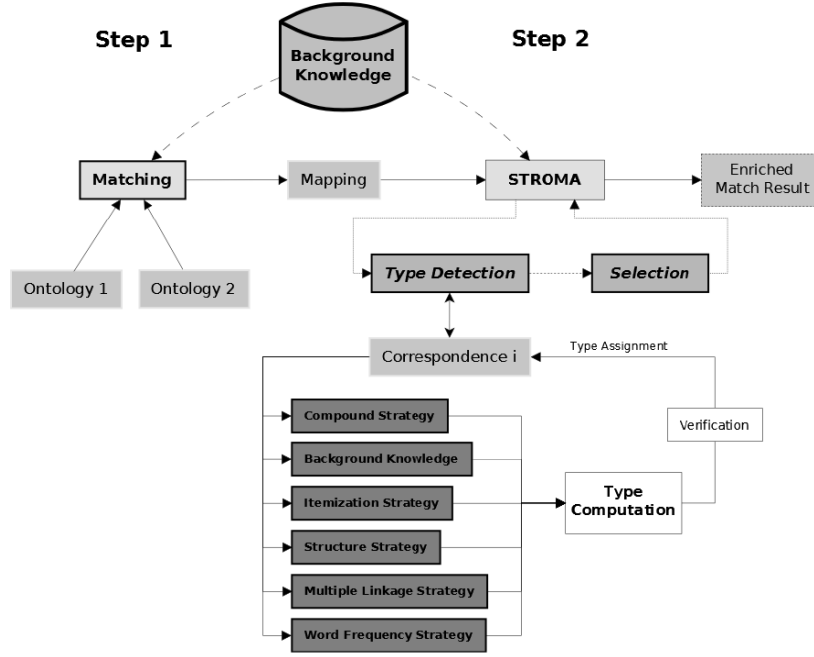 Step 1
Step 2
Background
Knowledge
Matching
Mapping
STROMA
Enriched
Match Result
Ontology 1
Ontology 2
Type Detection
Selection
Correspondence i
Type Assignment
Compound Strategy
Verification
Background Knowledge
Itemization Strategy
Type
Computation
Structure Strategy
Multiple Linkage Strategy
Word Frequency Strategy